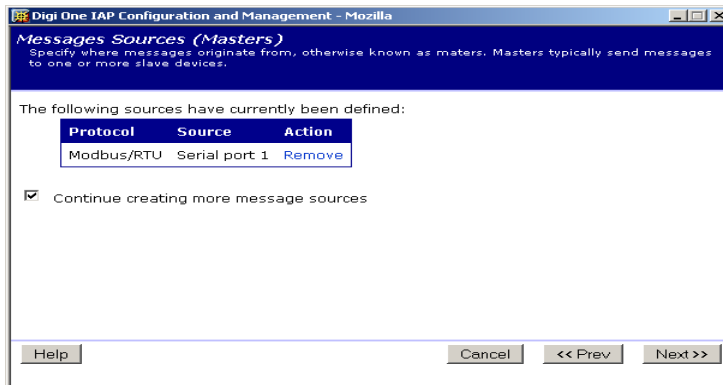 Digi One IAP Configuration and Management - Mozilla
Messages Sources (Masters)
Specify where messages originate from, otherwise known as maters. Masters typically send messages
to one or more slave devices.
The following sources have currently been defined:
Protocol Source Action
Modbus/RTU Serial port 1 Remove
Continue creating more message sources
Help Cancel << Prev Next >>